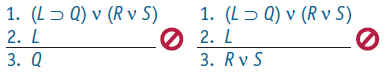 1. (L ⊃ Q) v (R v S)
2. L
3. Q
1. (L ⊃ Q) v (R v S)
2. L
3. R v S